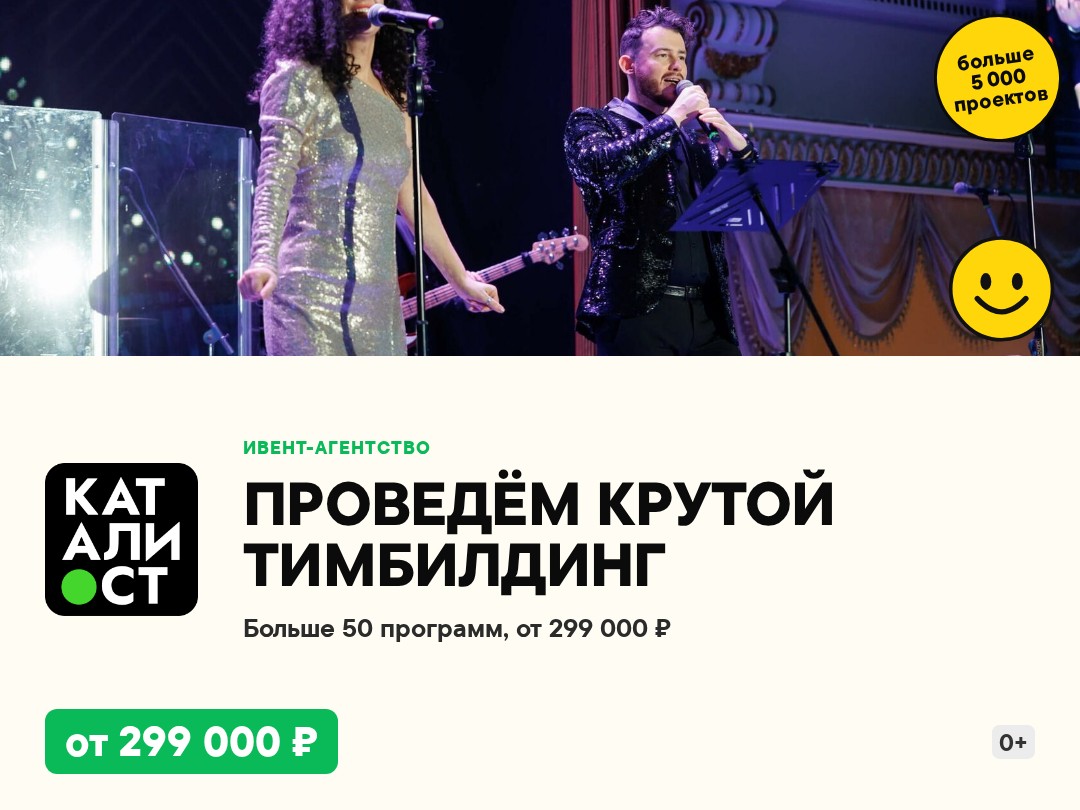 больше
5 000
проектов
ИВЕНТ-АГЕНТСТВО
КАТ
АЛИ
СТ
ПРОВЕДЁМ КРУТОЙ
ТИМБИЛДИНГ
Больше 50 программ, от 299 000 ₽
от 299 000 ₽
0+